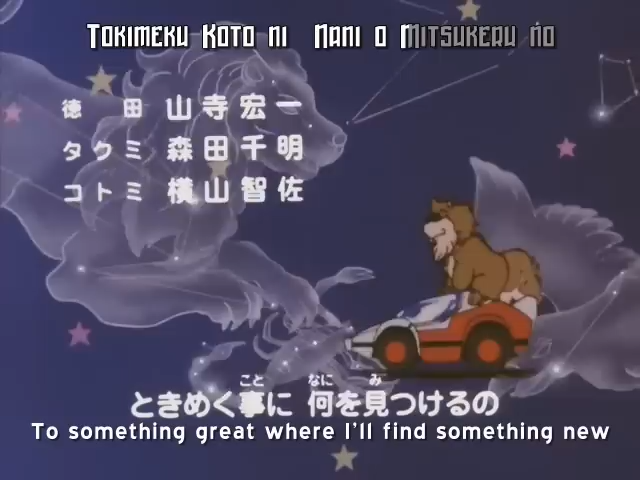 Tokimeku Koto ni Nani o Mitsukeru no
徳田 山寺宏一
タクミ 森田千明
コトミ 横山智佐
こと なに み
ときめく事に 何を見つけるの
To something great where I'll find something new